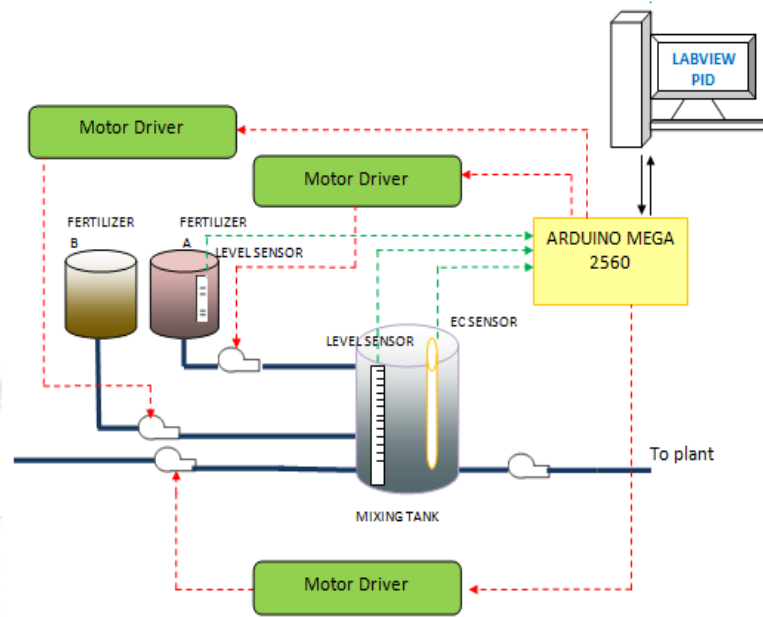 LABVIEW
PID
Motor Driver
Motor Driver
FERTILIZER
B
FERTILIZER
A
LEVEL SENSOR
ARDUINO MEGA
2560
EC SENSOR
LEVEL SENSOR
To plant
MIXING TANK
Motor Driver